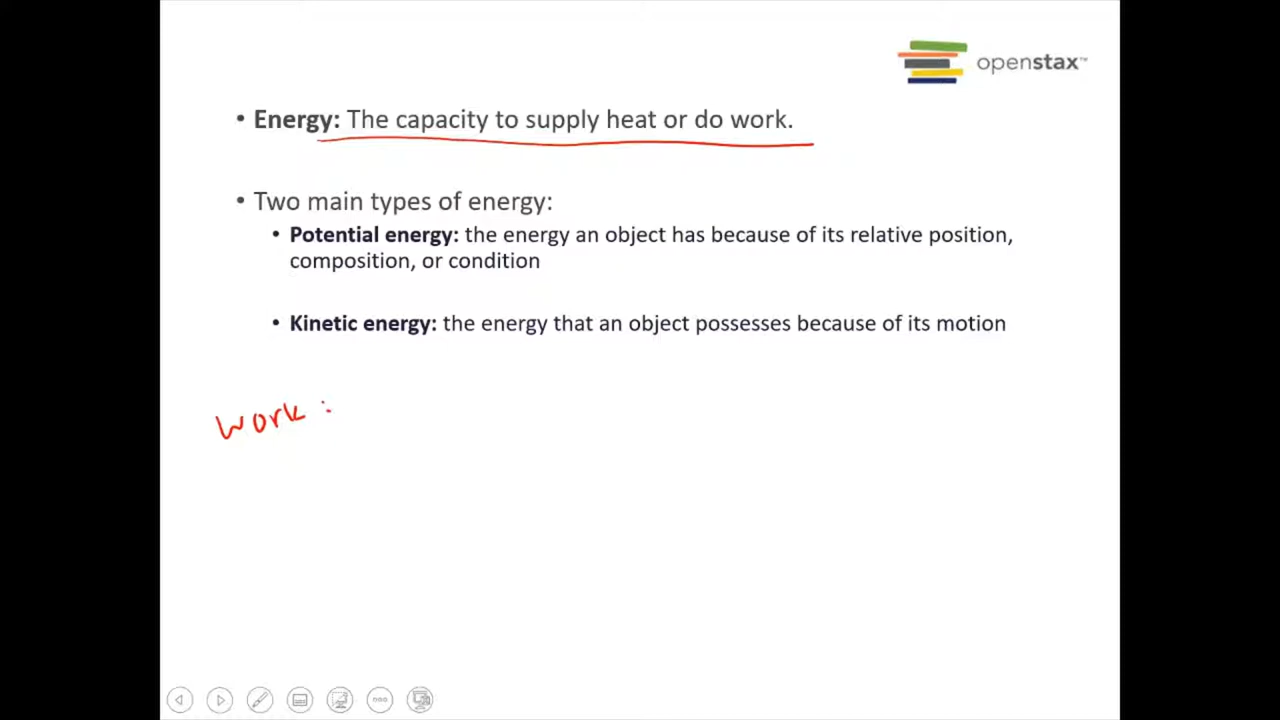 openstax™
• Energy: The capacity to supply heat or do work.
• Two main types of energy:
• Potential energy: the energy an object has because of its relative position,
composition, or condition
• Kinetic energy: the energy that an object possesses because of its motion
Work :